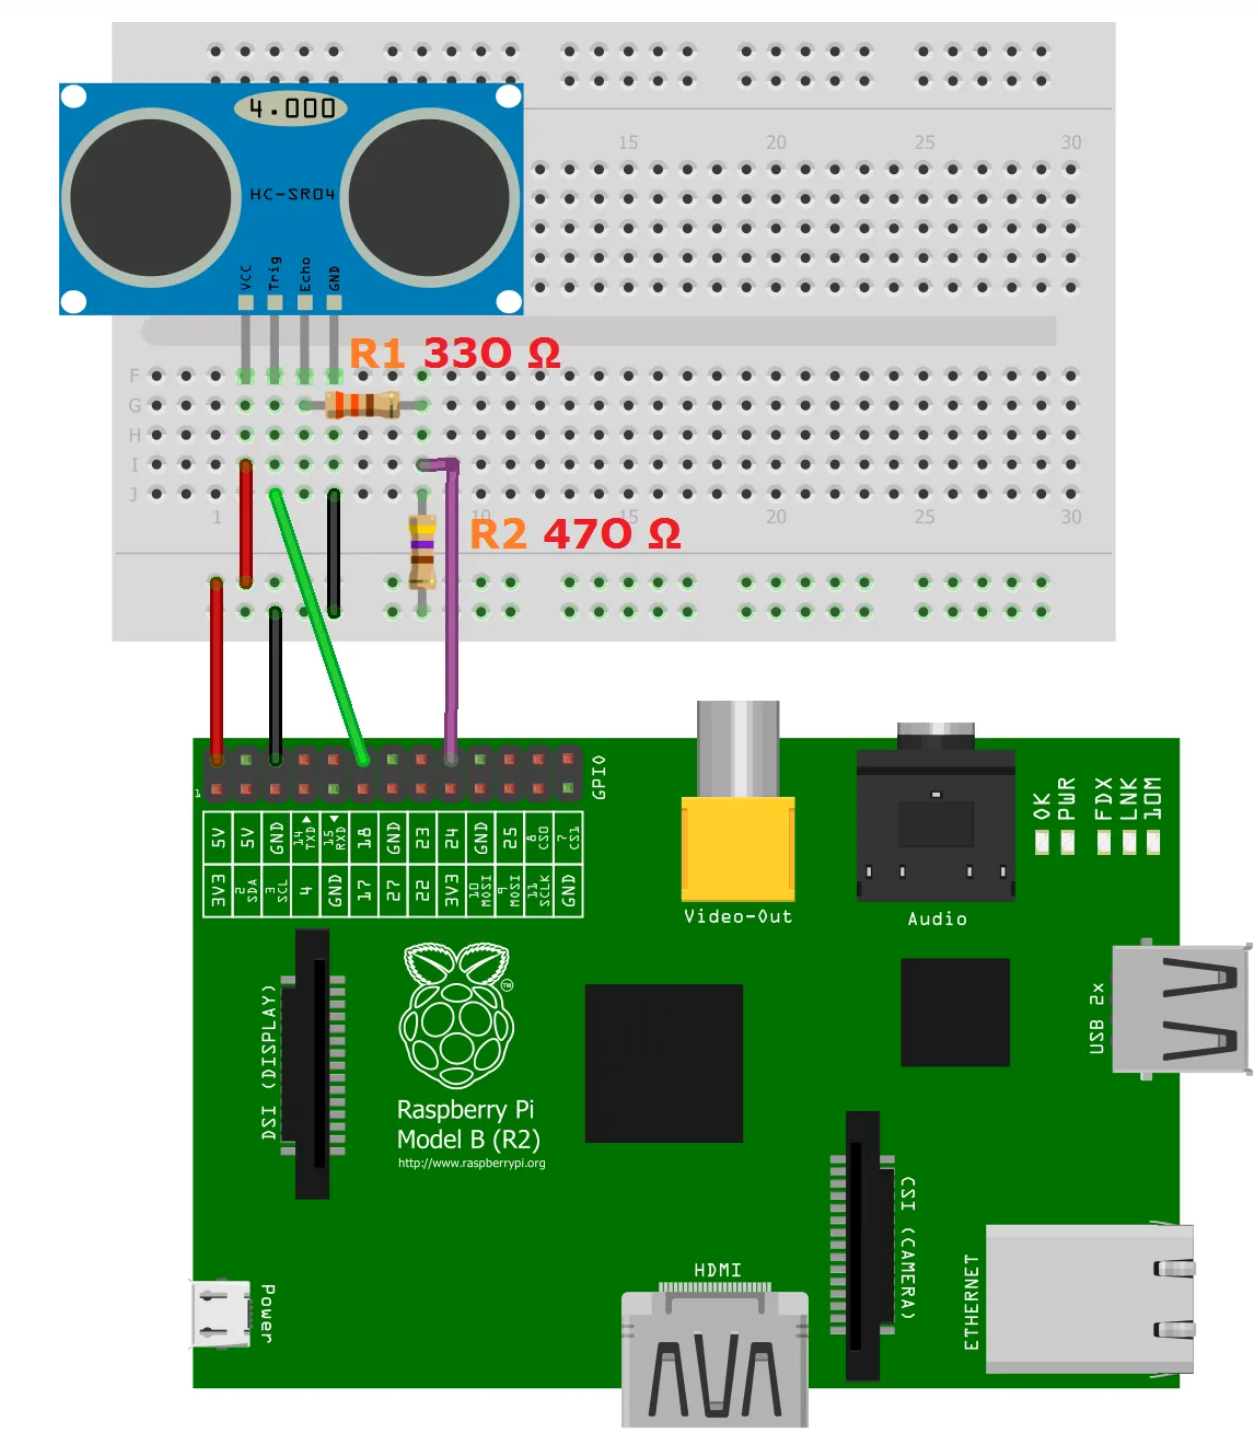 4.000
HC-SR04
VCC Trig Echo GND
15 20 25 30
R1 330 Ω
F
G
H
I
J
1 10 15 20 25 30
R2 470 Ω
1
GPIO
5V 5V GND 14 TXD 15 RXD 18 GND 23 24 GND 25 8 CS0 7 CS1
3V3 2 SDA 3 SCL 4 GND 17 27 22 3V3 10 MOSI 9 MOSI 11 SCLK GND
OK PWR FDX LNK 10M
Video-Out
Audio
DSI (DISPLAY)
TM
Raspberry Pi
Model B (R2)
http://www.raspberrypi.org
USB 2x
CSI (CAMERA)
Power
HDMI
ETHERNET